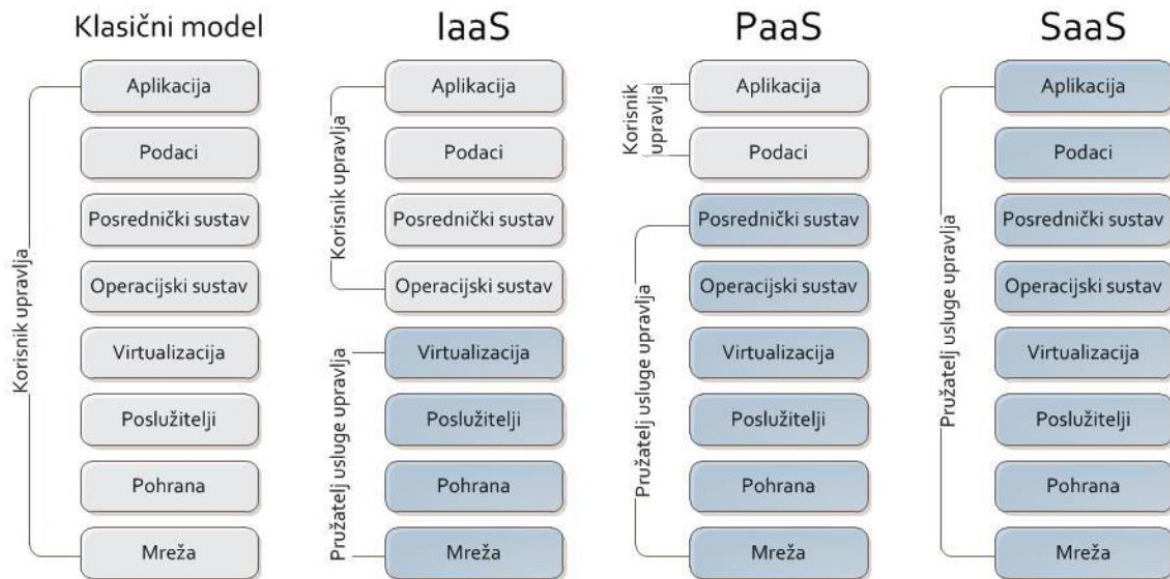 Klasični model
Aplikacija
Podaci
Posrednički sustav
Operacijski sustav
Virtualizacija
Poslužitelji
Pohrana
Mreža
Korisnik upravlja
IaaS
Aplikacija
Podaci
Posrednički sustav
Operacijski sustav
Virtualizacija
Poslužitelji
Pohrana
Mreža
Korisnik upravlja
Pružatelj usluge upravlja
PaaS
Aplikacija
Podaci
Posrednički sustav
Operacijski sustav
Virtualizacija
Poslužitelji
Pohrana
Mreža
Korisnik
upravlja
Pružatelj usluge upravlja
SaaS
Aplikacija
Podaci
Posrednički sustav
Operacijski sustav
Virtualizacija
Poslužitelji
Pohrana
Mreža
Pružatelj usluge upravlja